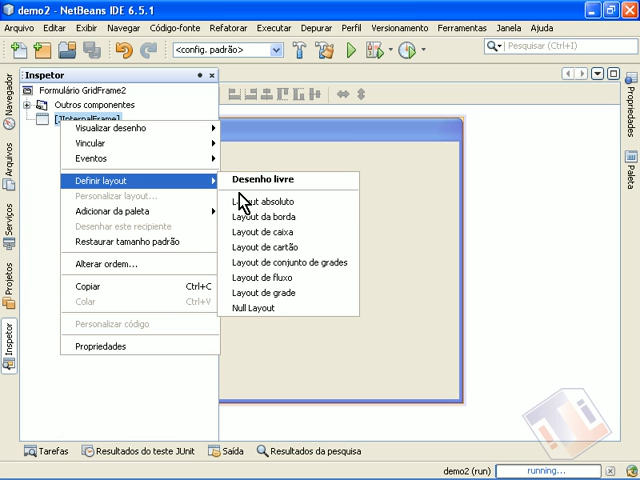 demo2 - NetBeans IDE 6.5.1
Arquivo Editar Exibir Navegar Código-fonte Refatorar Executar Depurar Perfil Versionamento Ferramentas Janela Ajuda
<config. padrão>
Pesquisar (Ctrl+I)
Inspetor
Formulário GridFrame2
Outros componentes
[JInternalFrame]
Visualizar desenho
Vincular
Eventos
Definir layout
Personalizar layout...
Adicionar da paleta
Desenhar este recipiente
Restaurar tamanho padrão
Alterar ordem...
Copiar Ctrl+C
Colar Ctrl+V
Personalizar código
Propriedades
Desenho livre
Layout absoluto
Layout da borda
Layout de caixa
Layout de cartão
Layout de conjunto de grades
Layout de fluxo
Layout de grade
Null Layout
Navegador
Arquivos
Serviços
Projetos
Inspetor
Propriedades
Paleta
Tarefas Resultados do teste JUnit Saída Resultados da pesquisa
demo2 (run) running...